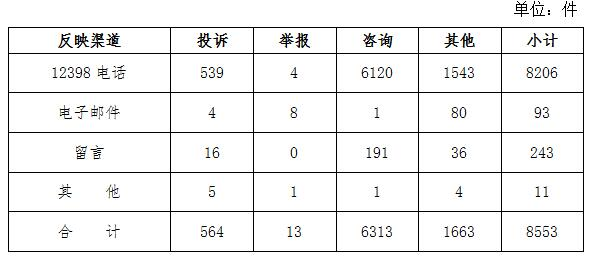 单位：件
反映渠道 投诉 举报 咨询 其他 小计
12398 电话 539 4 6120 1543 8206
电子邮件 4 8 1 80 93
留言 16 0 191 36 243
其 他 5 1 1 4 11
合 计 564 13 6313 1663 8553